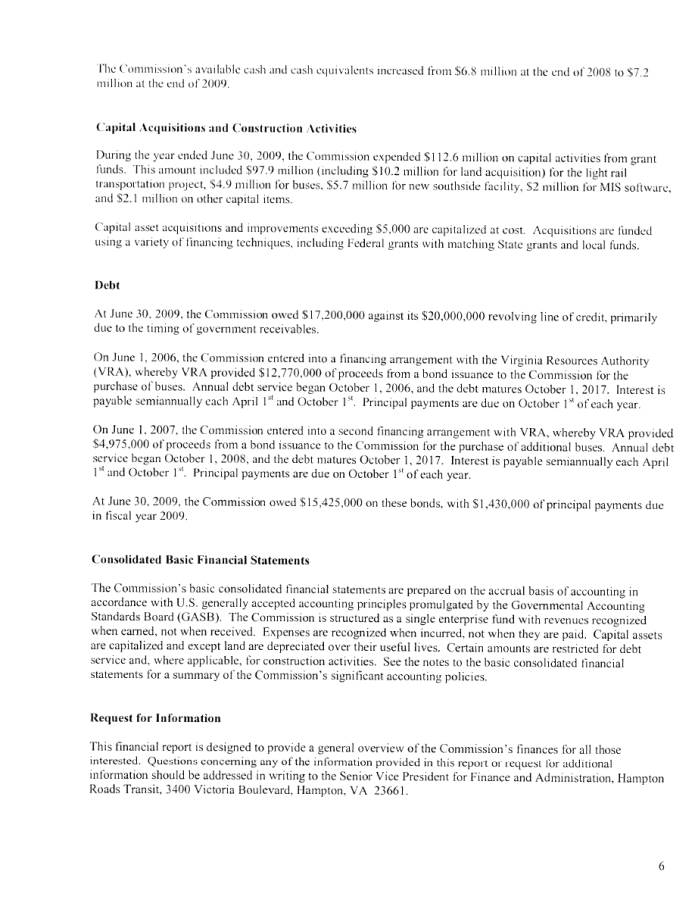 The Commission's available cash and cash equivalents increased from $6.8 million at the end of 2008 to $7.2
million at the end of 2009.
Capital Acquisitions and Construction Activities
During the year ended June 30, 2009, the Commission expended $112.6 million on capital activities from grant
funds. This amount included $97.9 million (including $10.2 million for land acquisition) for the light rail
transportation project, $4.9 million for buses, $5.7 million for new southside facility, $2 million for MIS software,
and $2.1 million on other capital items.
Capital asset acquisitions and improvements exceeding $5,000 are capitalized at cost. Acquisitions are funded
using a variety of financing techniques, including Federal grants with matching State grants and local funds.
Debt
At June 30, 2009, the Commission owed $17,200,000 against its $20,000,000 revolving line of credit, primarily
due to the timing of government receivables.
On June 1, 2006, the Commission entered into a financing arrangement with the Virginia Resources Authority
(VRA), whereby VRA provided $12,770,000 of proceeds from a bond issuance to the Commission for the
purchase of buses. Annual debt service began October 1, 2006, and the debt matures October 1, 2017. Interest is
payable semiannually each April 1st and October 1st. Principal payments are due on October 1st of each year.
On June 1, 2007, the Commission entered into a second financing arrangement with VRA, whereby VRA provided
$4,975,000 of proceeds from a bond issuance to the Commission for the purchase of additional buses. Annual debt
service began October 1, 2008, and the debt matures October 1, 2017. Interest is payable semiannually each April
1st and October 1st. Principal payments are due on October 1st of each year.
At June 30, 2009, the Commission owed $15,425,000 on these bonds, with $1,430,000 of principal payments due
in fiscal year 2009.
Consolidated Basic Financial Statements
The Commission's basic consolidated financial statements are prepared on the accrual basis of accounting in
accordance with U.S. generally accepted accounting principles promulgated by the Governmental Accounting
Standards Board (GASB). The Commission is structured as a single enterprise fund with revenues recognized
when earned, not when received. Expenses are recognized when incurred, not when they are paid. Capital assets
are capitalized and except land are depreciated over their useful lives. Certain amounts are restricted for debt
service and, where applicable, for construction activities. See the notes to the basic consolidated financial
statements for a summary of the Commission's significant accounting policies.
Request for Information
This financial report is designed to provide a general overview of the Commission's finances for all those
interested. Questions concerning any of the information provided in this report or request for additional
information should be addressed in writing to the Senior Vice President for Finance and Administration, Hampton
Roads Transit, 3400 Victoria Boulevard, Hampton, VA 23661.
6